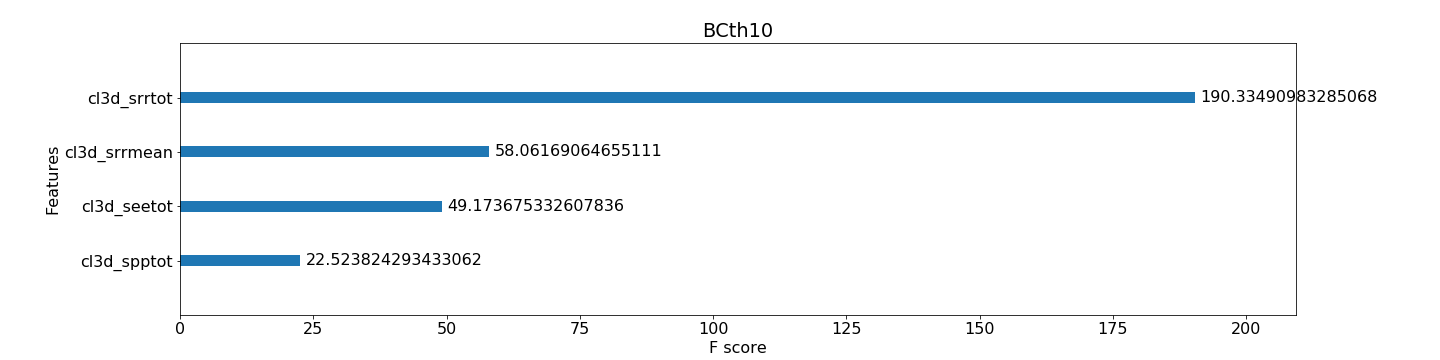 BCth10
cl3d_srrtot 190.33490983285068
cl3d_srrmean 58.06169064655111
cl3d_seetot 49.173675332607836
cl3d_spptot 22.523824293433062
Features
0 25 50 75 100 125 150 175 200
F score